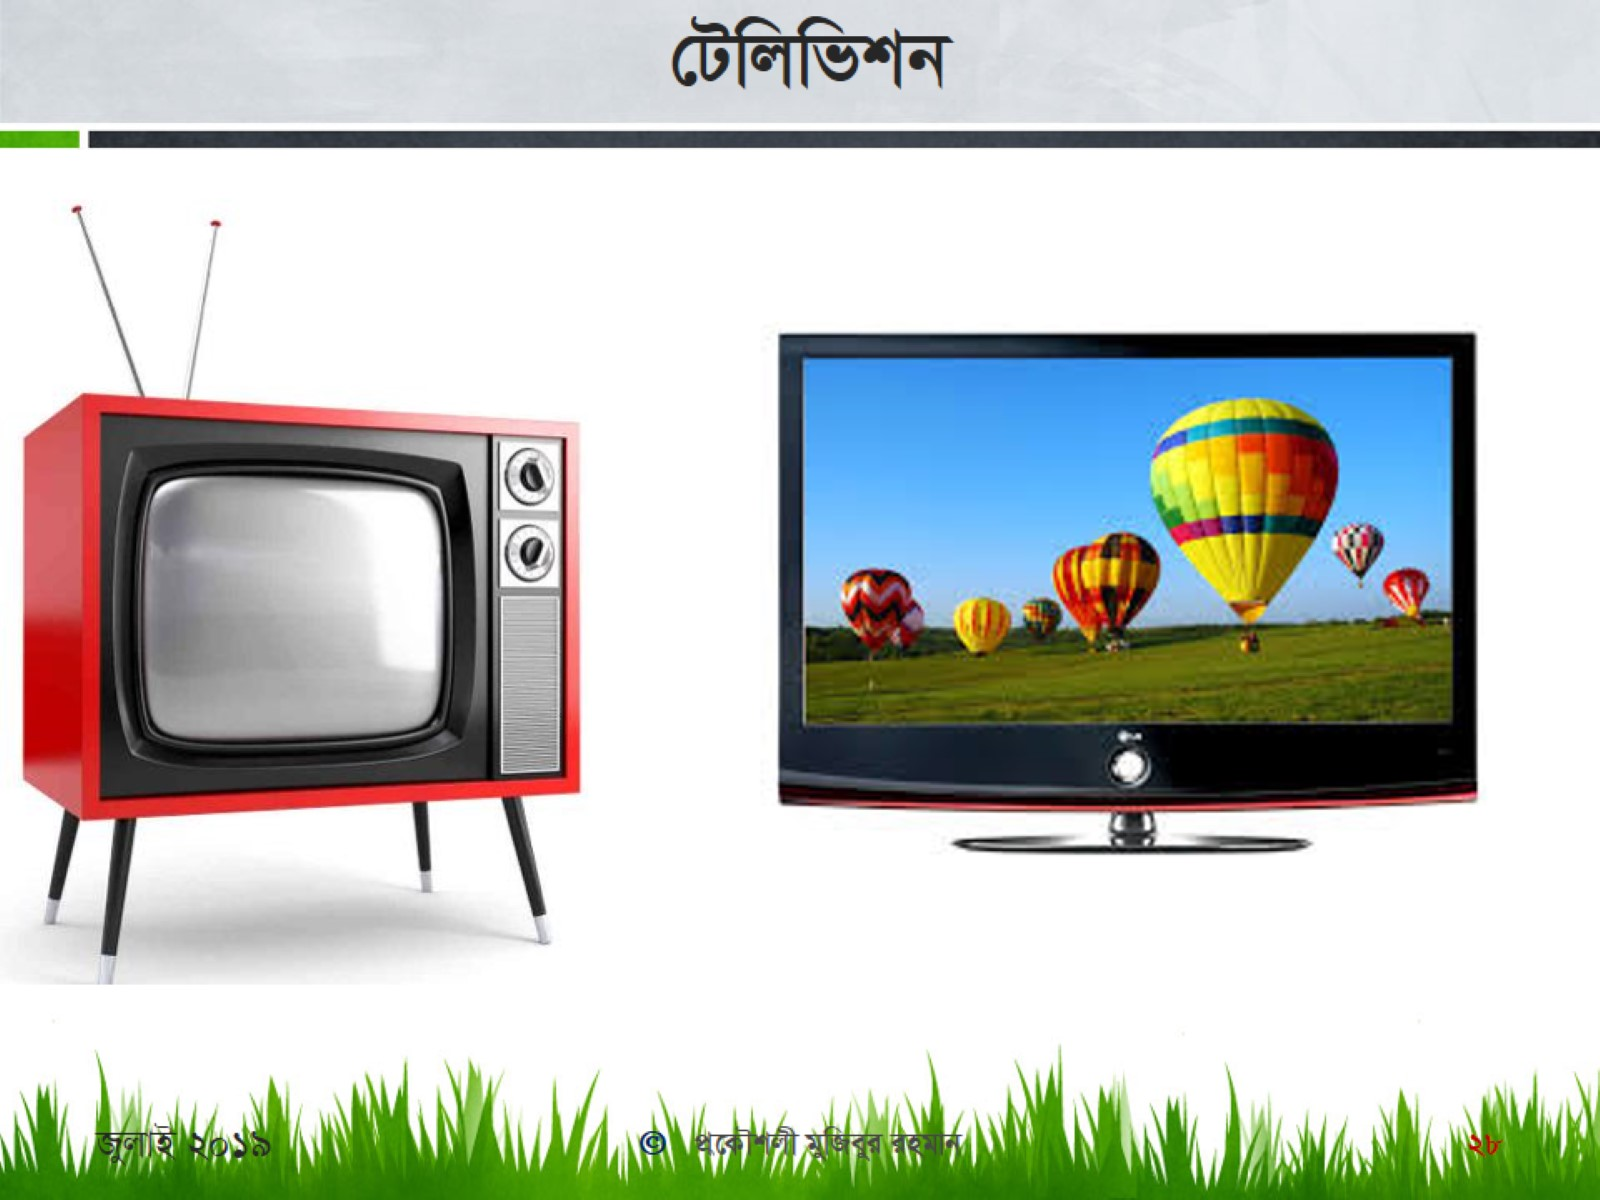 টেলিভিশন
জুলাই ২০১৯
© প্রকৌশলী মুজিবুর রহমান
২৮